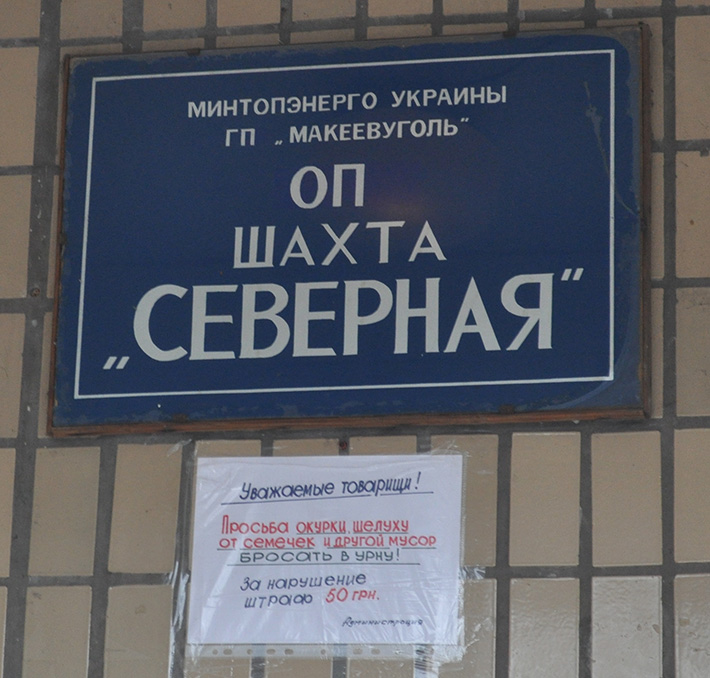 МИНТОПЭНЕРГО УКРАИНЫ
ГП „МАКЕЕВУГОЛЬ"
ОП
ШАХТА
„СЕВЕРНАЯ"
Уважаемые товарищи!
Просьба окурки, шелуху
от семечек и другой мусор
бросать в урну!
За нарушение
штраф 50 грн.
Администрация